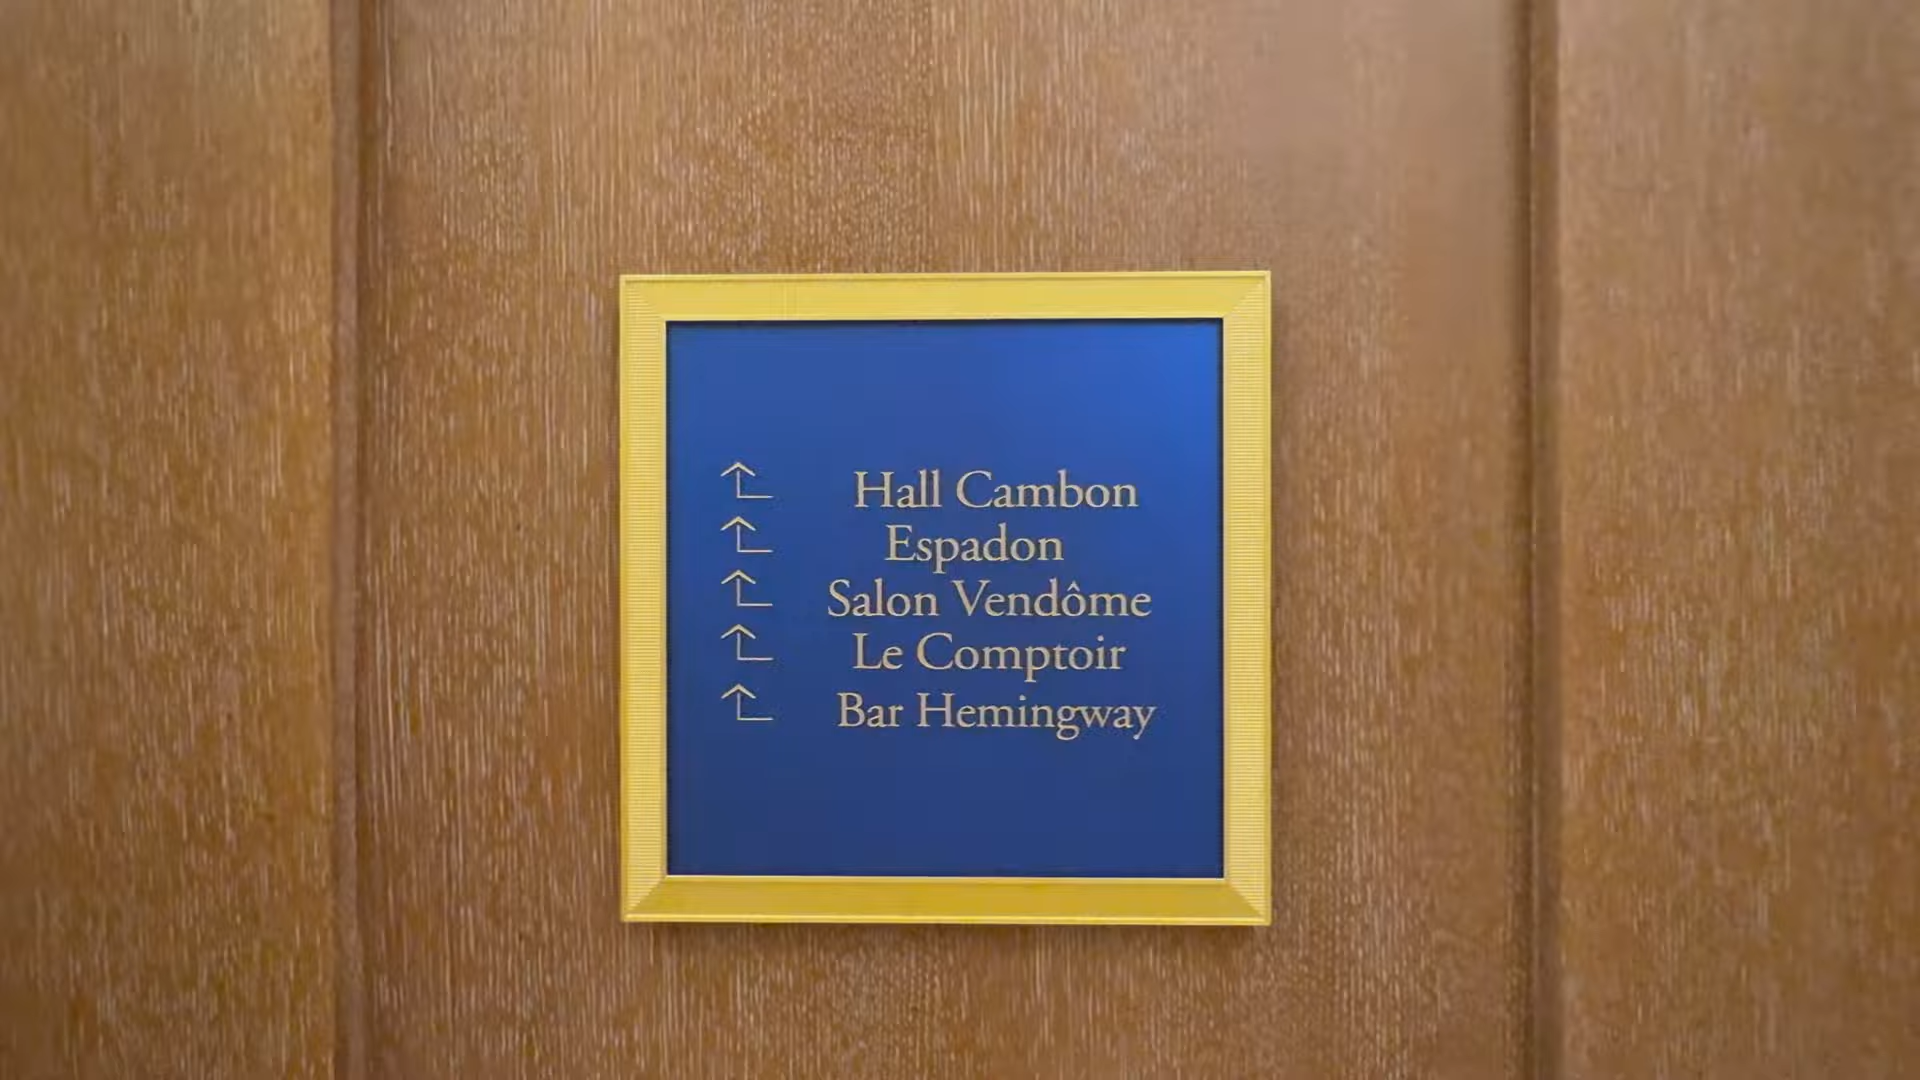 Hall Cambon
Espadon
Salon Vendôme
Le Comptoir
Bar Hemingway